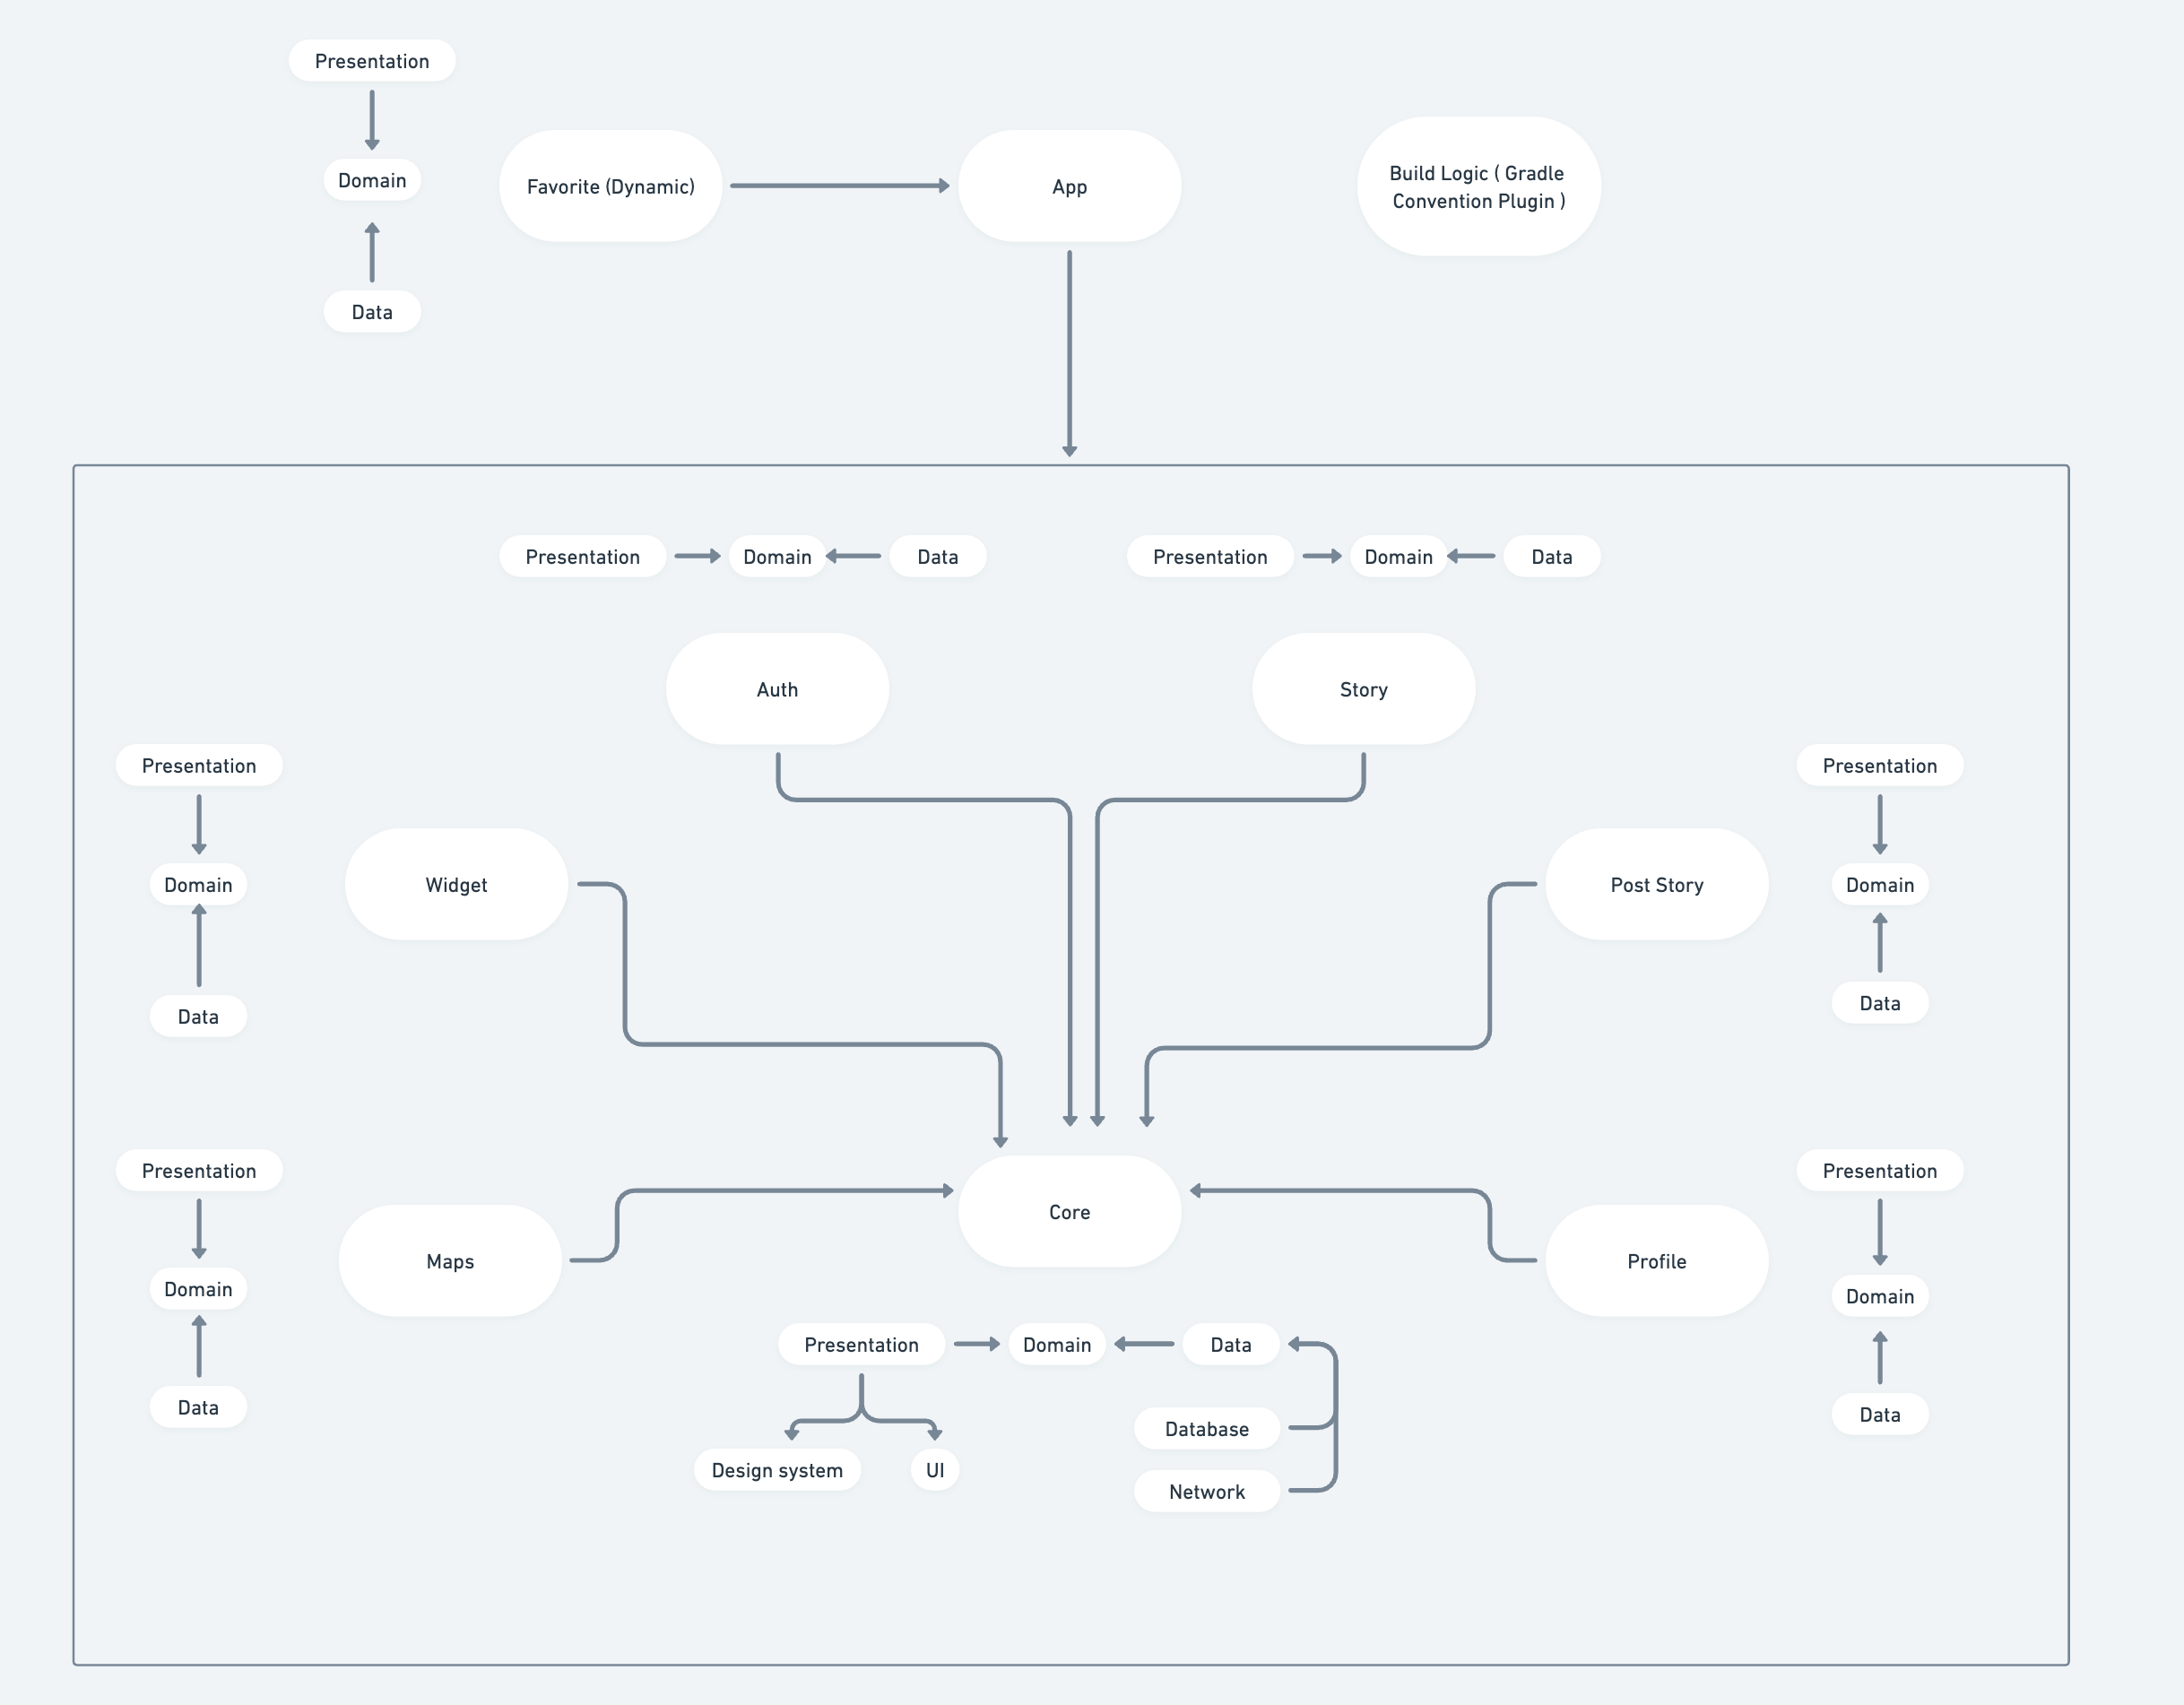 Presentation
Domain
Data
Favorite (Dynamic)
App
Build Logic ( Gradle
Convention Plugin )
Presentation
Domain
Data
Presentation
Domain
Data
Auth
Story
Presentation
Domain
Data
Widget
Post Story
Presentation
Domain
Data
Presentation
Domain
Data
Maps
Core
Profile
Presentation
Domain
Data
Presentation
Domain
Data
Design system
UI
Database
Network